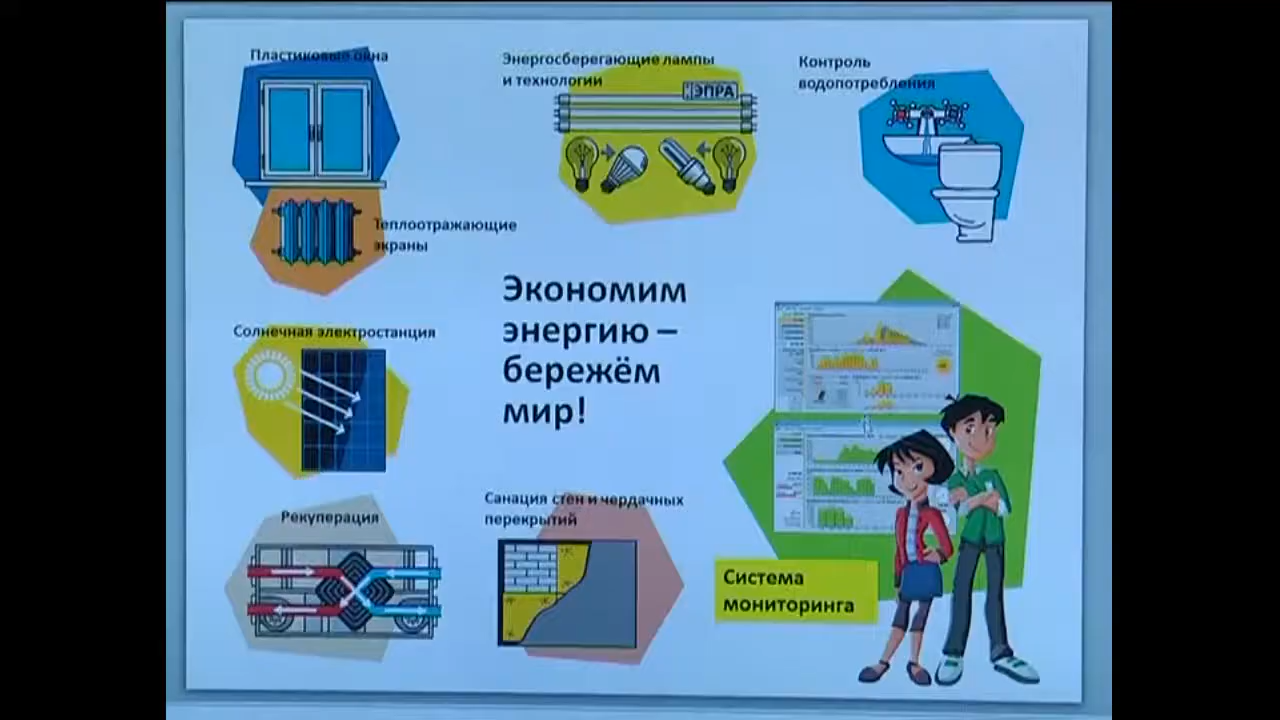 Пластиковые окна
Энергосберегающие лампы
и технологии
ЭПРА
Контроль
водопотребления
Теплоотражающие
экраны
Экономим
энергию –
бережём
мир!
Солнечная электростанция
Рекуперация
Санация стен и чердачных
перекрытий
Система
мониторинга